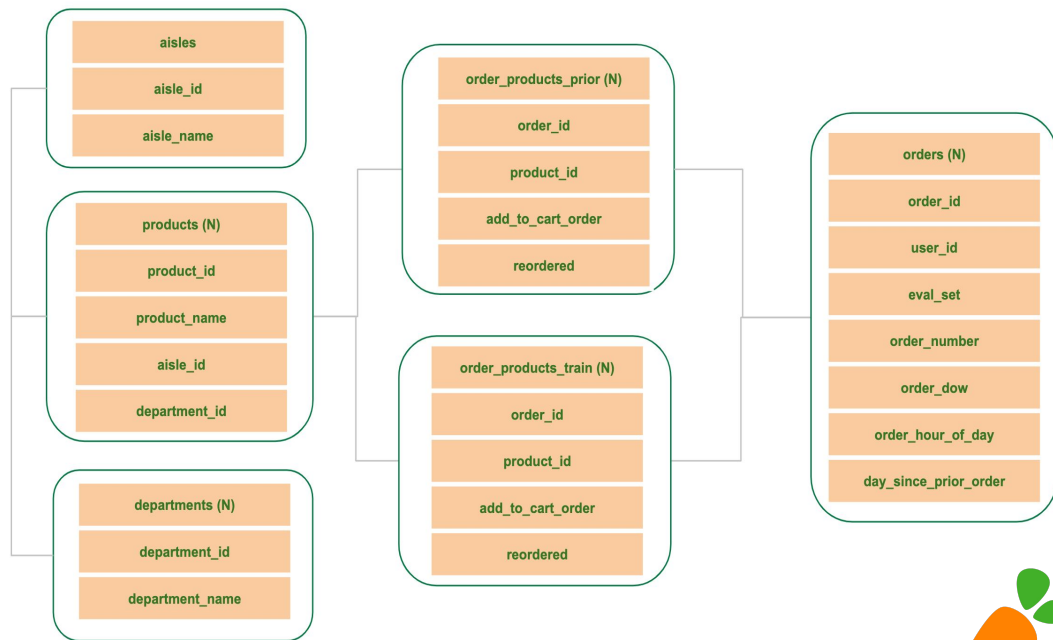 aisles
aisle_id
aisle_name
products (N)
product_id
product_name
aisle_id
department_id
departments (N)
department_id
department_name
order_products_prior (N)
order_id
product_id
add_to_cart_order
reordered
order_products_train (N)
order_id
product_id
add_to_cart_order
reordered
orders (N)
order_id
user_id
eval_set
order_number
order_dow
order_hour_of_day
day_since_prior_order